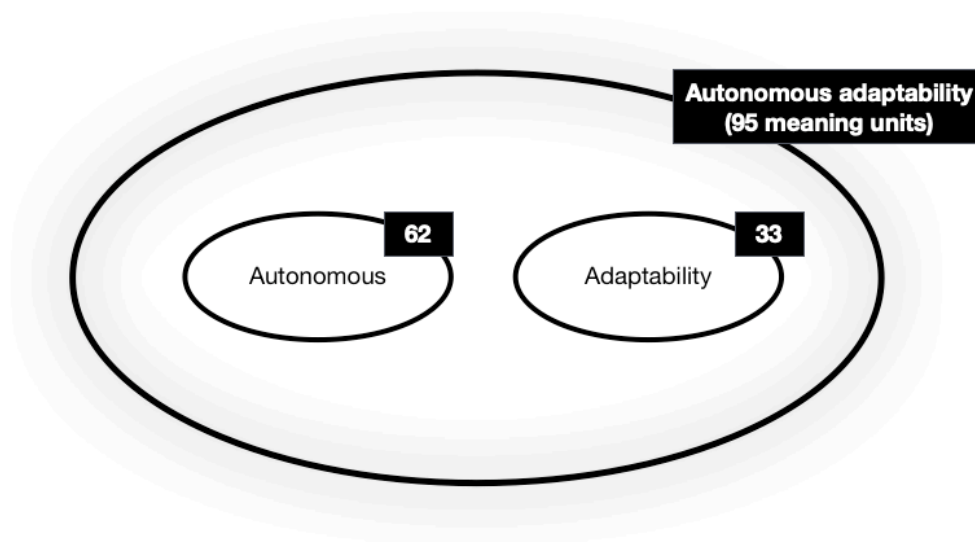 Autonomous adaptability
(95 meaning units)
62
33
Autonomous
Adaptability